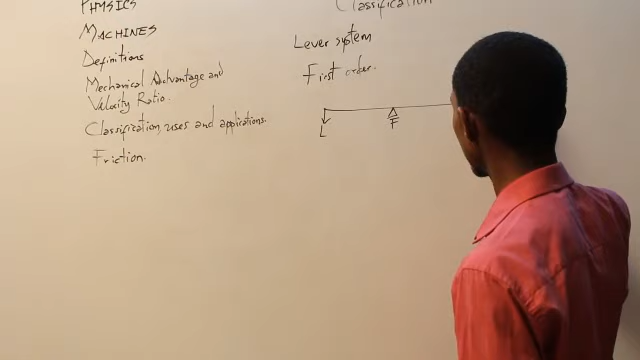 PHYSICS
MACHINES
Definitions
Mechanical Advantage and
Velocity Ratio.
Classification, uses and applications.
Friction.
Classification
Lever system
First order.
L
F